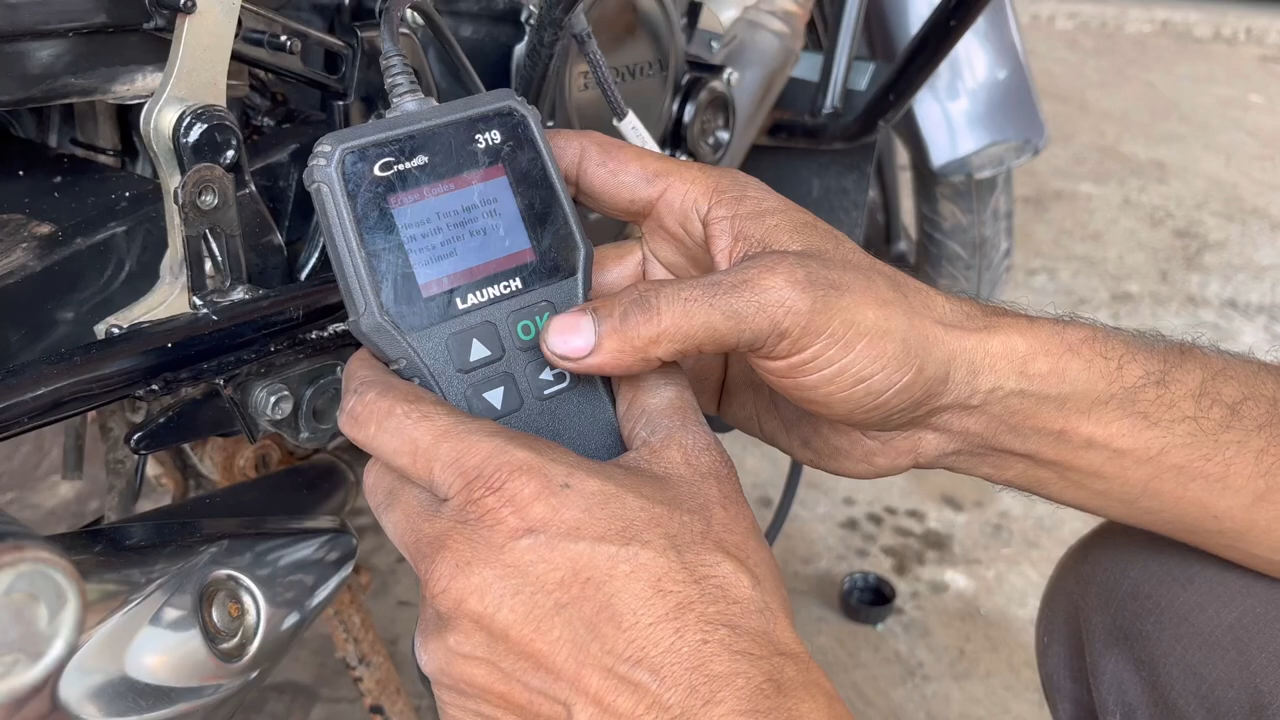 HONDA
319
Creader
Erase Codes
Please Turn Ignition
ON with Engine Off.
Press enter key to
continue!
LAUNCH
OK